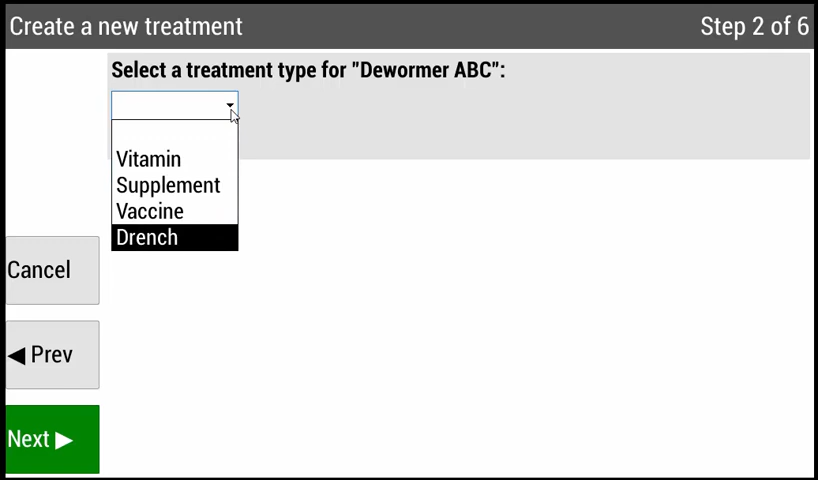 Create a new treatment
Step 2 of 6
Select a treatment type for "Dewormer ABC":
Vitamin
Supplement
Vaccine
Drench
Cancel
◀ Prev
Next ▶